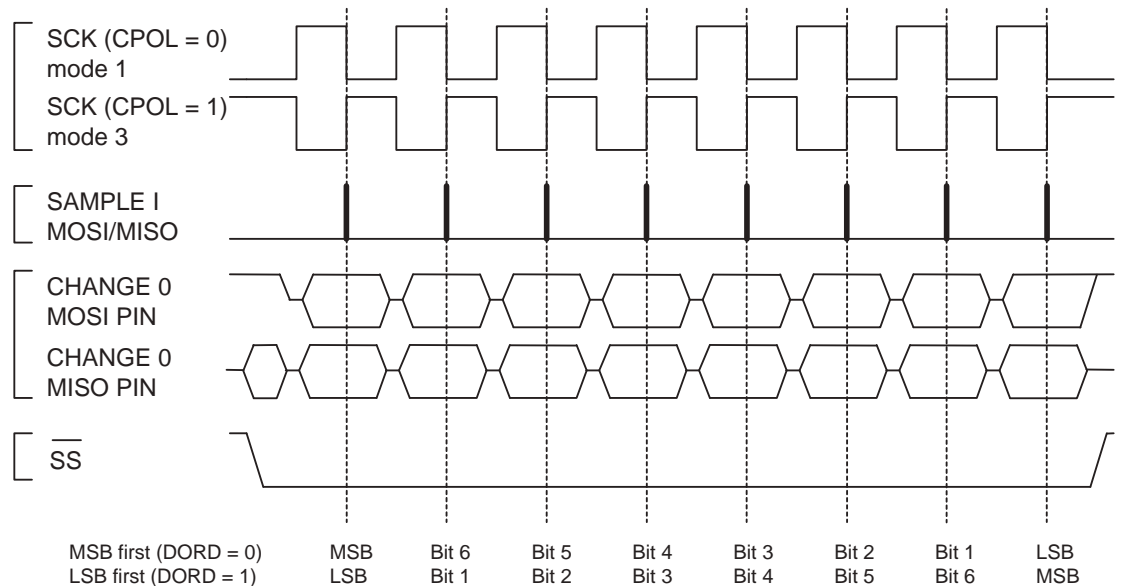 SCK (CPOL = 0)
mode 1
SCK (CPOL = 1)
mode 3
SAMPLE I
MOSI/MISO
CHANGE 0
MOSI PIN
CHANGE 0
MISO PIN
SS
MSB first (DORD = 0) MSB Bit 6 Bit 5 Bit 4 Bit 3 Bit 2 Bit 1 LSB
LSB first (DORD = 1) LSB Bit 1 Bit 2 Bit 3 Bit 4 Bit 5 Bit 6 MSB